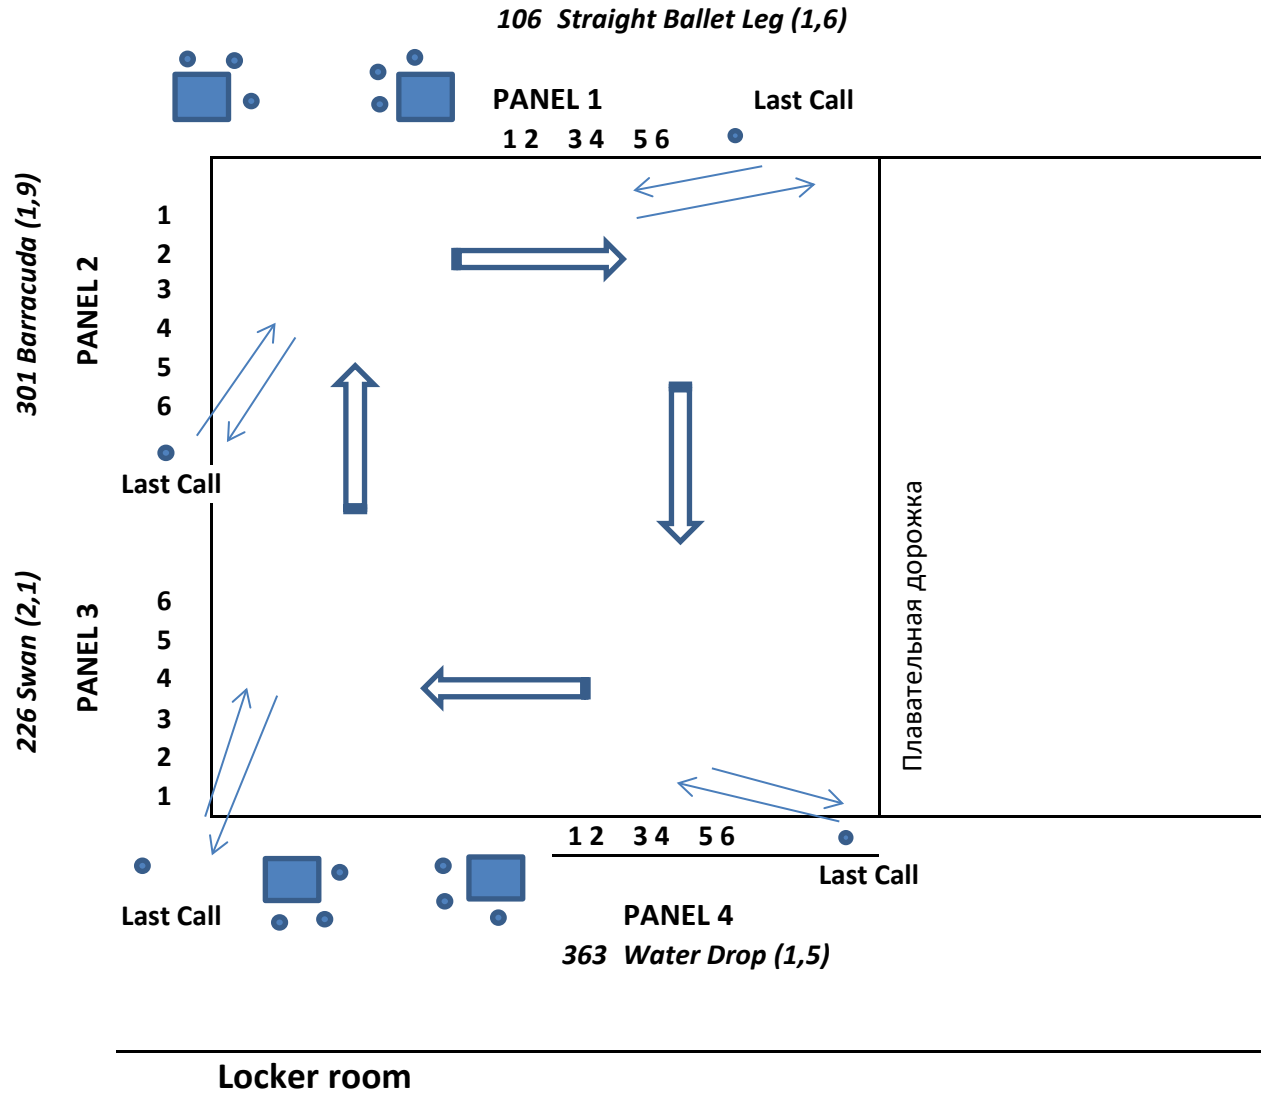 106 Straight Ballet Leg (1,6)
PANEL 1
Last Call
1 2 3 4 5 6
301 Barracuda (1,9)
PANEL 2
1
2
3
4
5
6
Last Call
226 Swan (2,1)
PANEL 3
6
5
4
3
2
1
Last Call
Плавательная дорожка
1 2 3 4 5 6
Last Call
PANEL 4
363 Water Drop (1,5)
Locker room